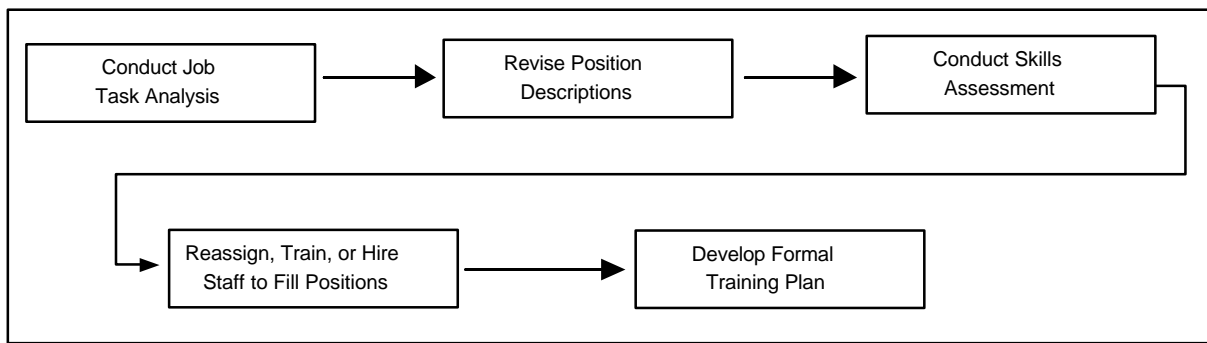 Conduct Job
Task Analysis
Revise Position
Descriptions
Conduct Skills
Assessment
Reassign, Train, or Hire
Staff to Fill Positions
Develop Formal
Training Plan